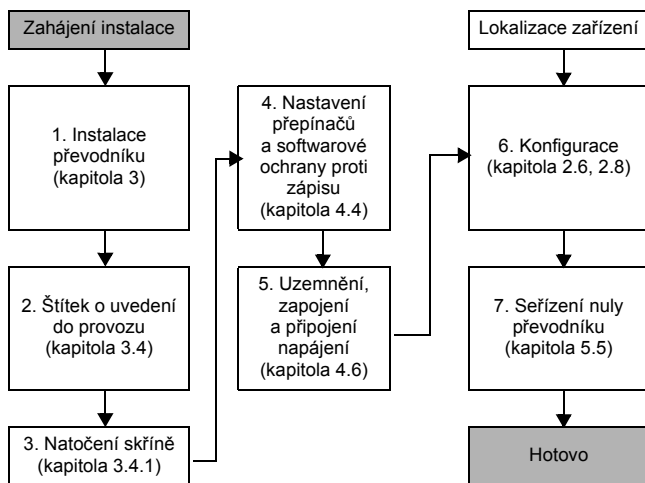 Zahájení instalace
1. Instalace
převodníku
(kapitola 3)
2. Štítek o uvedení
do provozu
(kapitola 3.4)
3. Natočení skříně
(kapitola 3.4.1)
4. Nastavení
přepínačů
a softwarové
ochrany proti
zápisu
(kapitola 4.4)
5. Uzemnění,
zapojení
a připojení
napájení
(kapitola 4.6)
Lokalizace zařízení
6. Konfigurace
(kapitola 2.6, 2.8)
7. Seřízení nuly
převodníku
(kapitola 5.5)
Hotovo